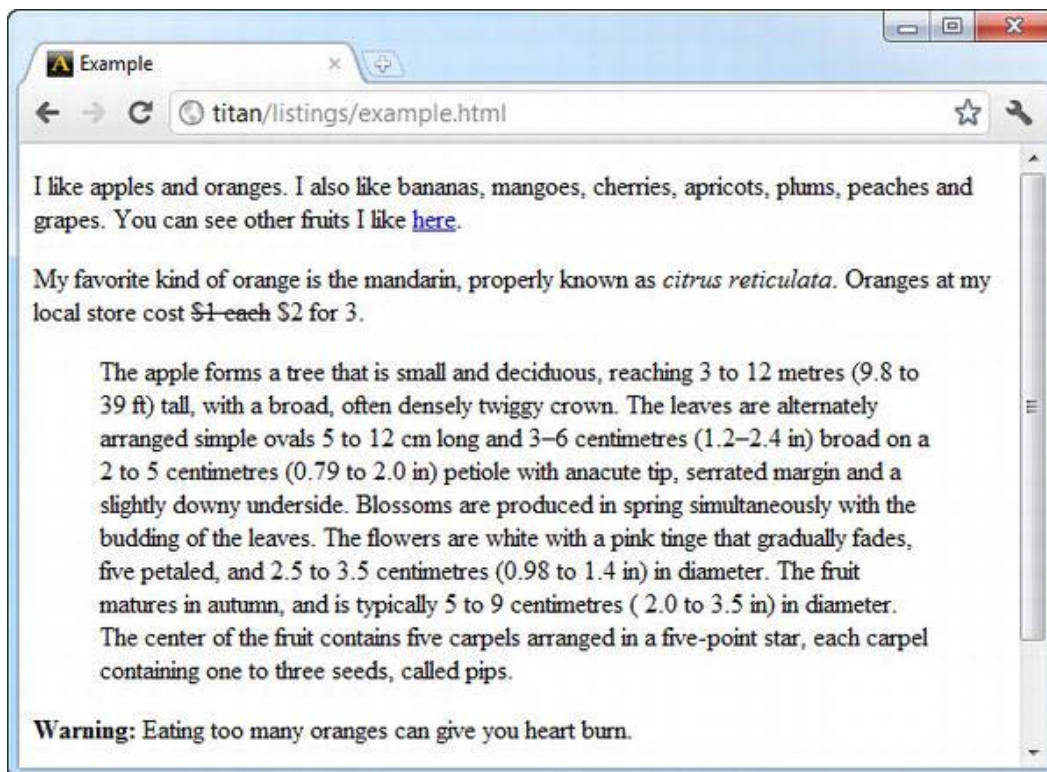 Example
titan/listings/example.html
I like apples and oranges. I also like bananas, mangoes, cherries, apricots, plums, peaches and
grapes. You can see other fruits I like here.
My favorite kind of orange is the mandarin, properly known as citrus reticulata. Oranges at my
local store cost $1 each $2 for 3.
The apple forms a tree that is small and deciduous, reaching 3 to 12 metres (9.8 to
39 ft) tall, with a broad, often densely twiggy crown. The leaves are alternately
arranged simple ovals 5 to 12 cm long and 3–6 centimetres (1.2–2.4 in) broad on a
2 to 5 centimetres (0.79 to 2.0 in) petiole with anacute tip, serrated margin and a
slightly downy underside. Blossoms are produced in spring simultaneously with the
budding of the leaves. The flowers are white with a pink tinge that gradually fades,
five petaled, and 2.5 to 3.5 centimetres (0.98 to 1.4 in) in diameter. The fruit
matures in autumn, and is typically 5 to 9 centimetres ( 2.0 to 3.5 in) in diameter.
The center of the fruit contains five carpels arranged in a five-point star, each carpel
containing one to three seeds, called pips.
Warning: Eating too many oranges can give you heart burn.